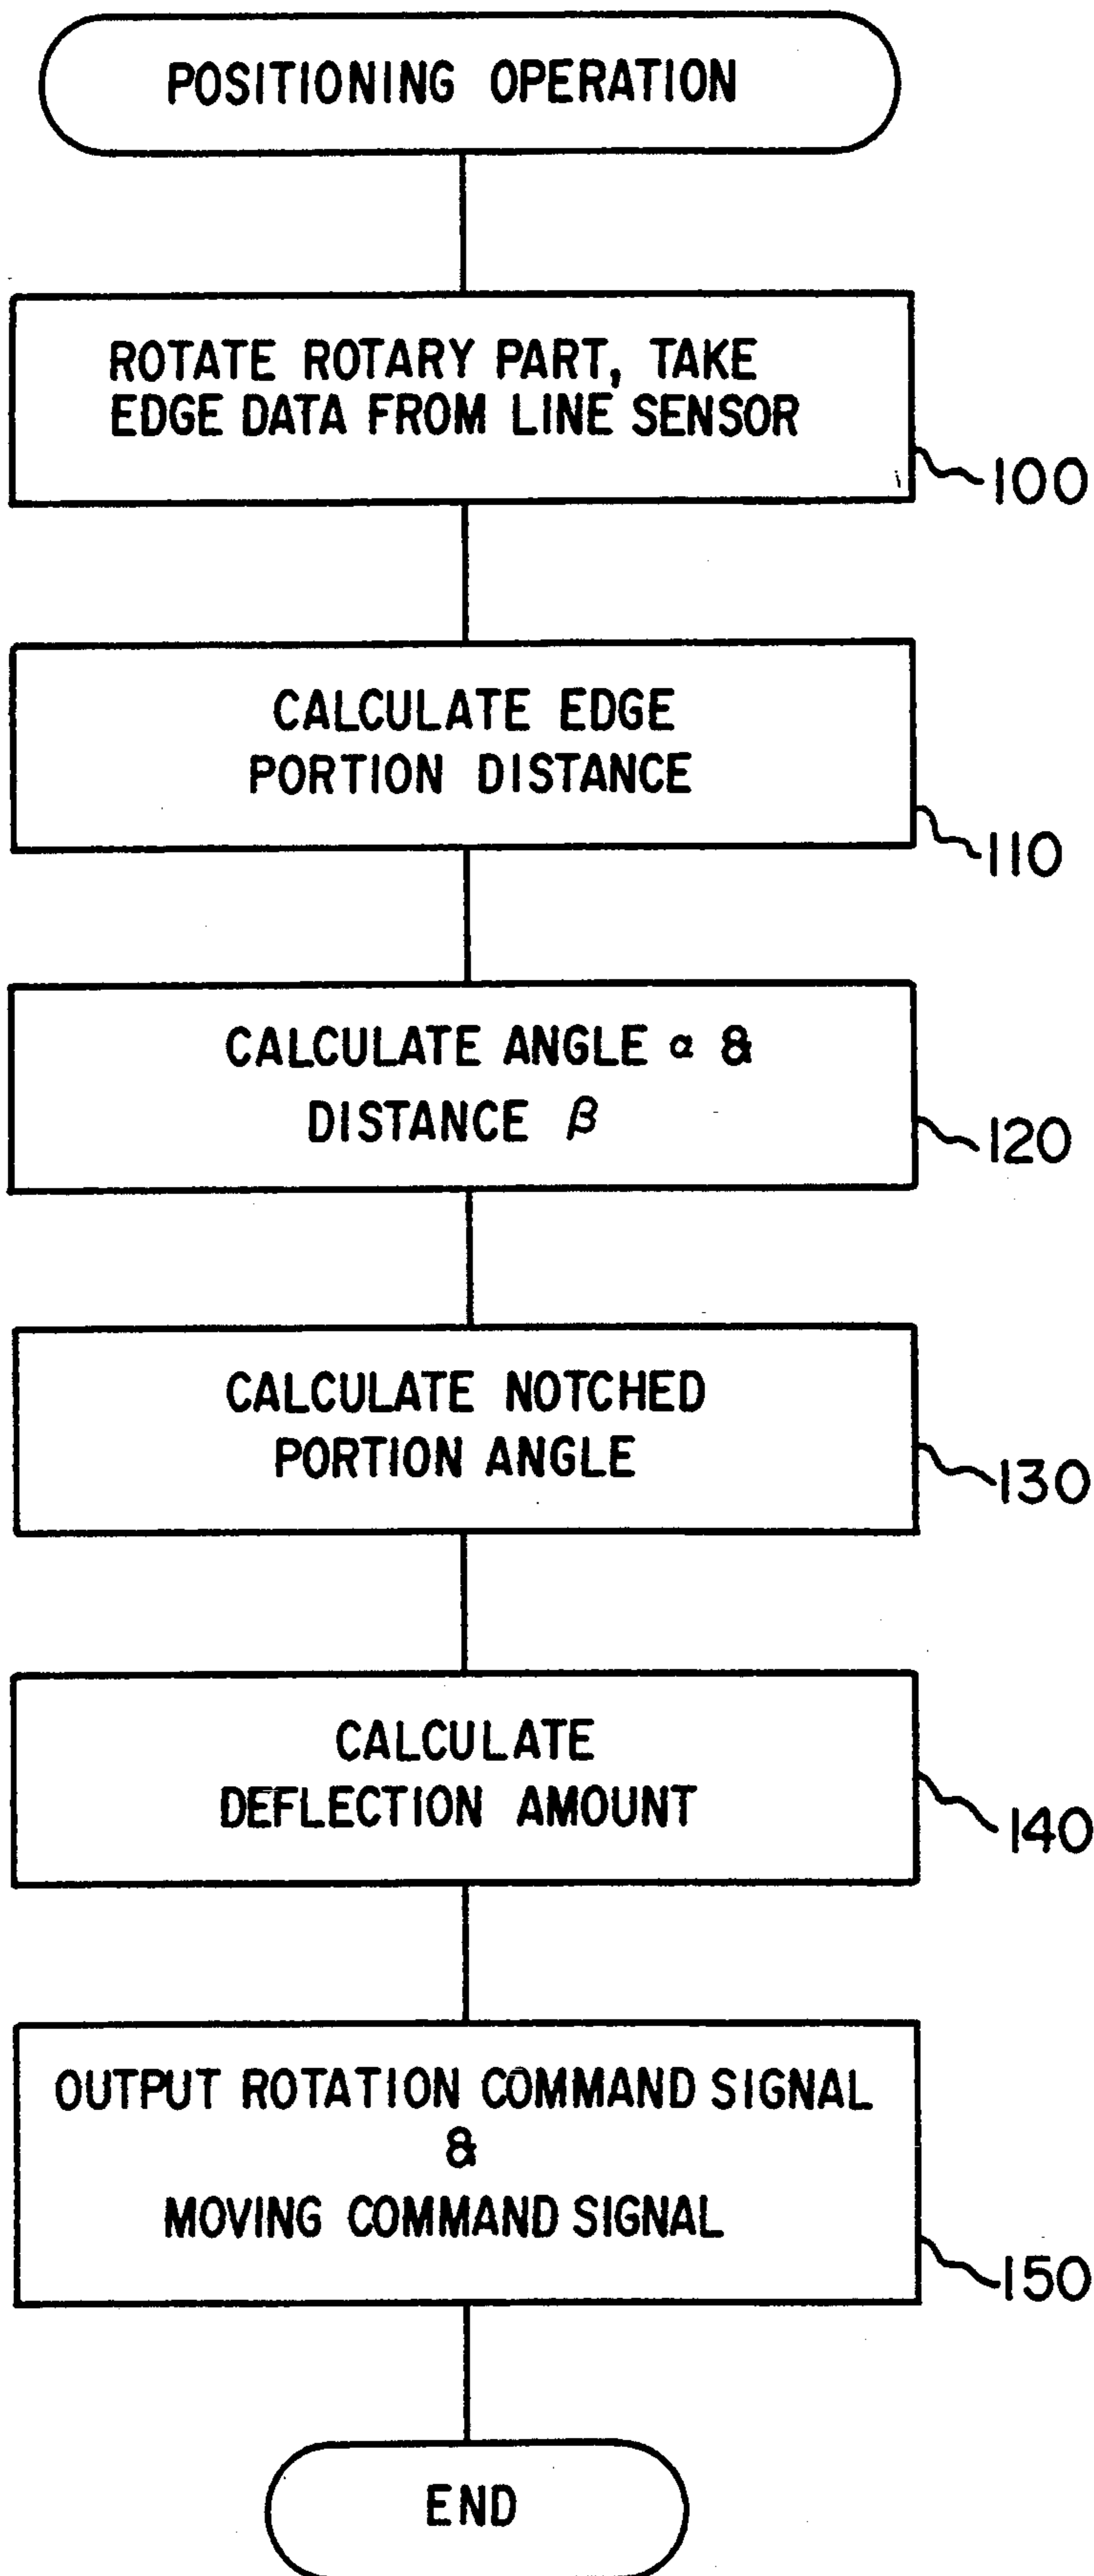 POSITIONING OPERATION
ROTATE ROTARY PART, TAKE
EDGE DATA FROM LINE SENSOR
100
CALCULATE EDGE
PORTION DISTANCE
110
CALCULATE ANGLE α &
DISTANCE β
120
CALCULATE NOTCHED
PORTION ANGLE
130
CALCULATE
DEFLECTION AMOUNT
140
OUTPUT ROTATION COMMAND SIGNAL
&
MOVING COMMAND SIGNAL
150
END